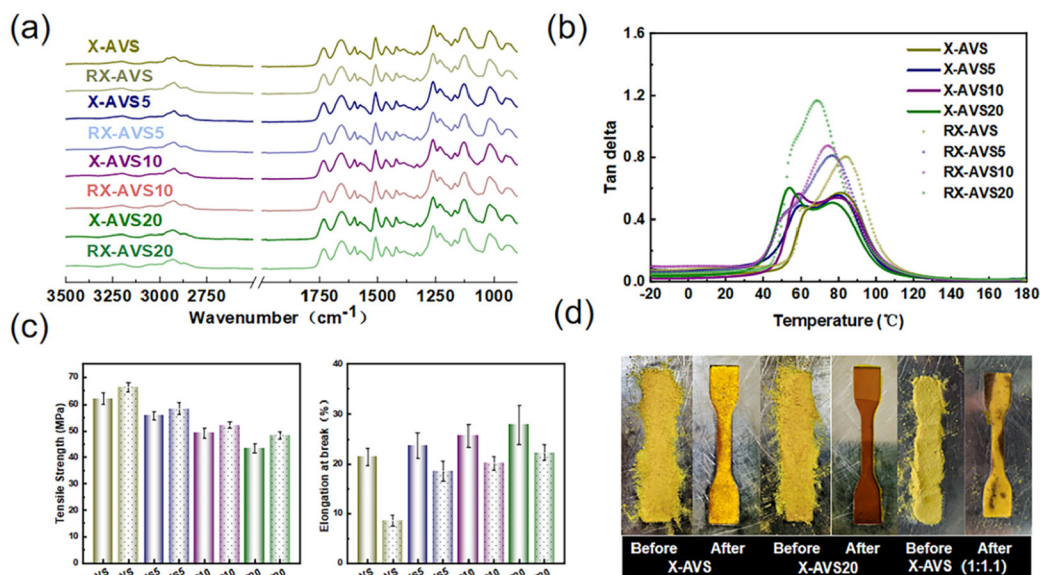 (a)
X-AVS
RX-AVS
X-AVS5
RX-AVS5
X-AVS10
RX-AVS10
X-AVS20
RX-AVS20
3500 3000 2750 1750 1500 1250 1000
Wavenumber（cm-1）
(b)
1.6
1.2
0.8
0.4
0.0
Tan delta
X-AVS
X-AVS5
X-AVS10
X-AVS20
RX-AVS
RX-AVS5
RX-AVS10
RX-AVS20
-20 0 20 40 60 80 100 120 140 160 180
Temperature (℃)
(c)
70
60
50
40
30
20
10
0
Tensile Strength (MPa)
40
30
20
10
0
Elongation at break (%)
(d)
Before After Before After Before After
X-AVS X-AVS20 X-AVS (1:1.1)